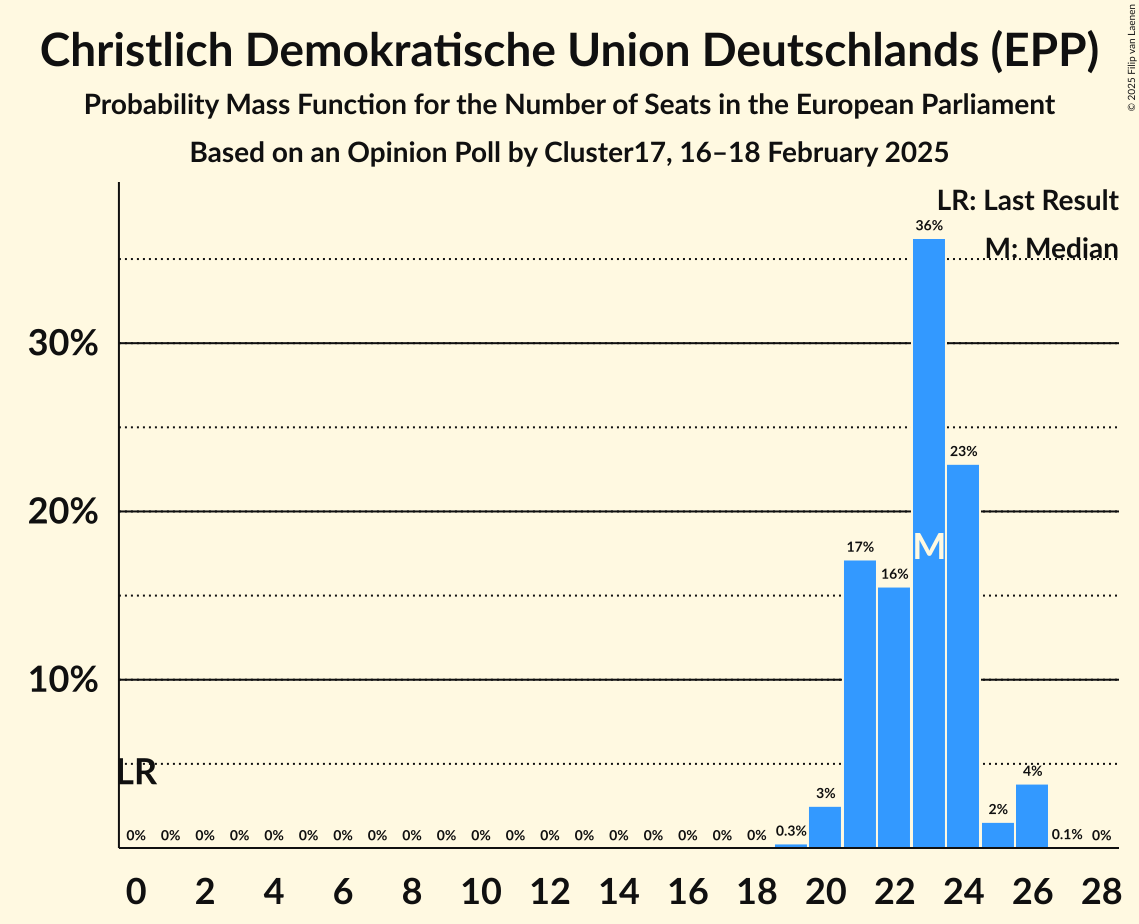 Christlich Demokratische Union Deutschlands (EPP)
Probability Mass Function for the Number of Seats in the European Parliament
Based on an Opinion Poll by Cluster17, 16–18 February 2025
© 2025 Filip van Laenen
LR: Last Result
M: Median
36%
30%
23%
20%
17%
M
16%
10%
LR
4%
3%
2%
0% 0% 0% 0% 0% 0% 0% 0% 0% 0% 0% 0% 0% 0% 0% 0% 0% 0% 0% 0.3% 0.1% 0%
0 2 4 6 8 10 12 14 16 18 20 22 24 26 28